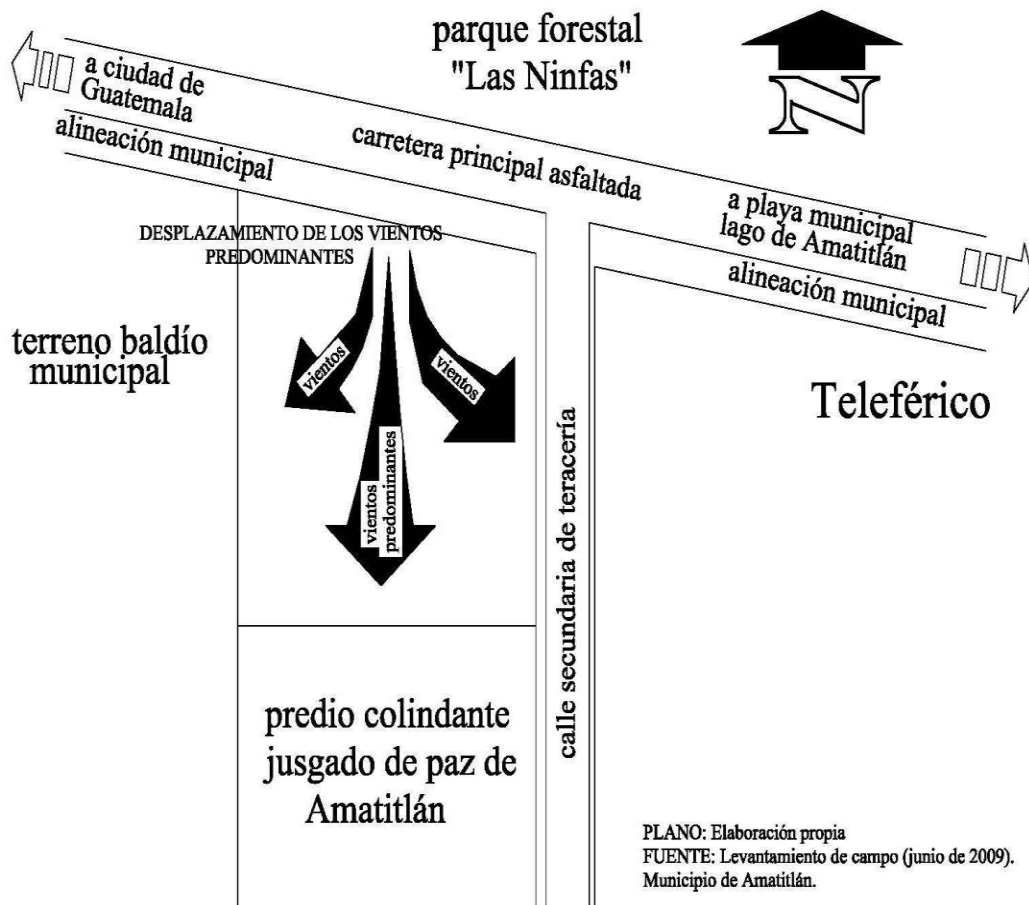 parque forestal
"Las Ninfas"
N
a ciudad de
Guatemala
alineación municipal
carretera principal asfaltada
a playa municipal
lago de Amatitlán
alineación municipal
DESPLAZAMIENTO DE LOS VIENTOS
PREDOMINANTES
terreno baldío
municipal
vientos
vientos
vientos
predominantes
Teleférico
calle secundaria de teracería
predio colindante
jusgado de paz de
Amatitlán
PLANO: Elaboración propia
FUENTE: Levantamiento de campo (junio de 2009).
Municipio de Amatitlán.